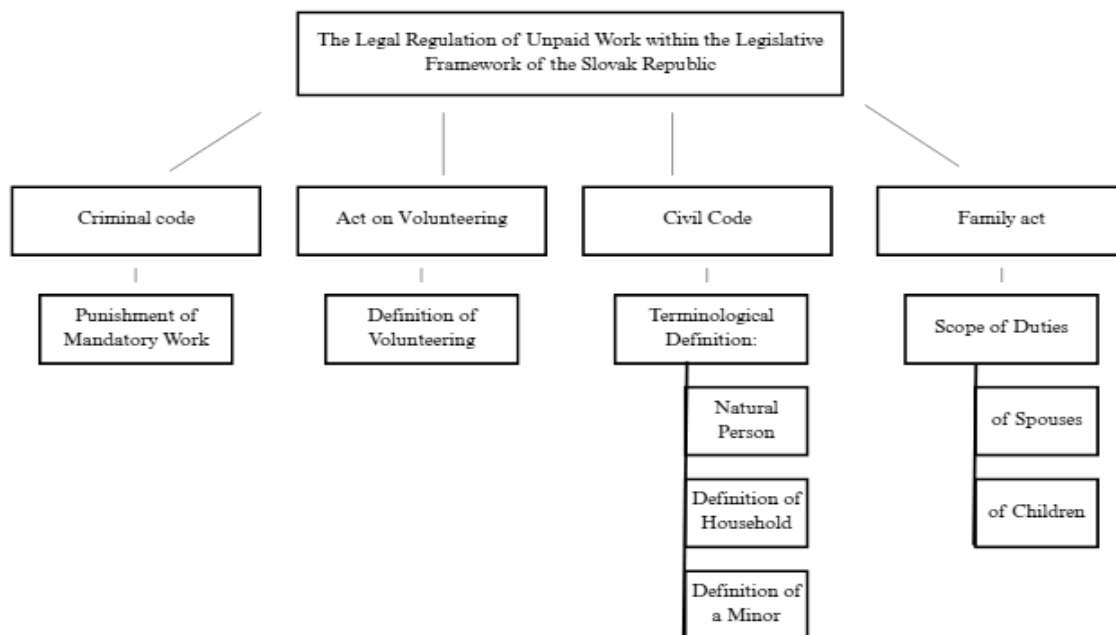 The Legal Regulation of Unpaid Work within the Legislative
Framework of the Slovak Republic
Criminal code
Act on Volunteering
Civil Code
Family act
Punishment of
Mandatory Work
Definition of
Volunteering
Terminological
Definition:
Scope of Duties
Natural
Person
of Spouses
Definition of
Household
of Children
Definition of
a Minor